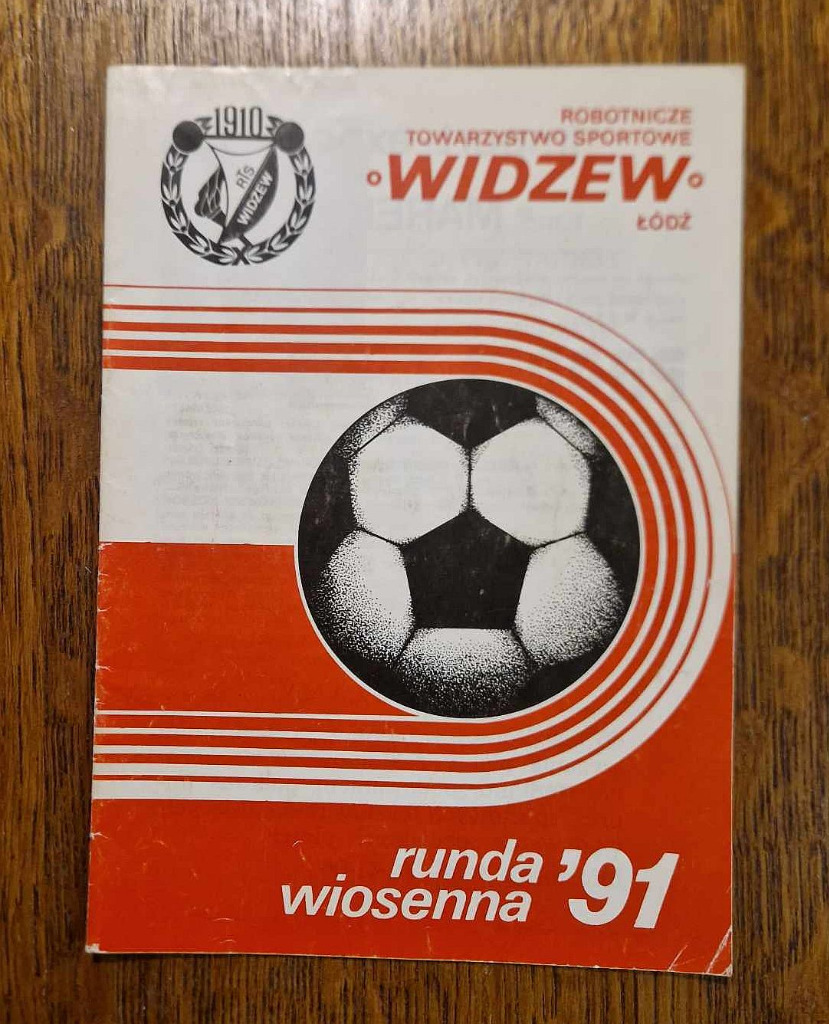 1910
RTS
WIDZEW
ROBOTNICZE
TOWARZYSTWO SPORTOWE
WIDZEW
ŁÓDŹ
runda
wiosenna '91